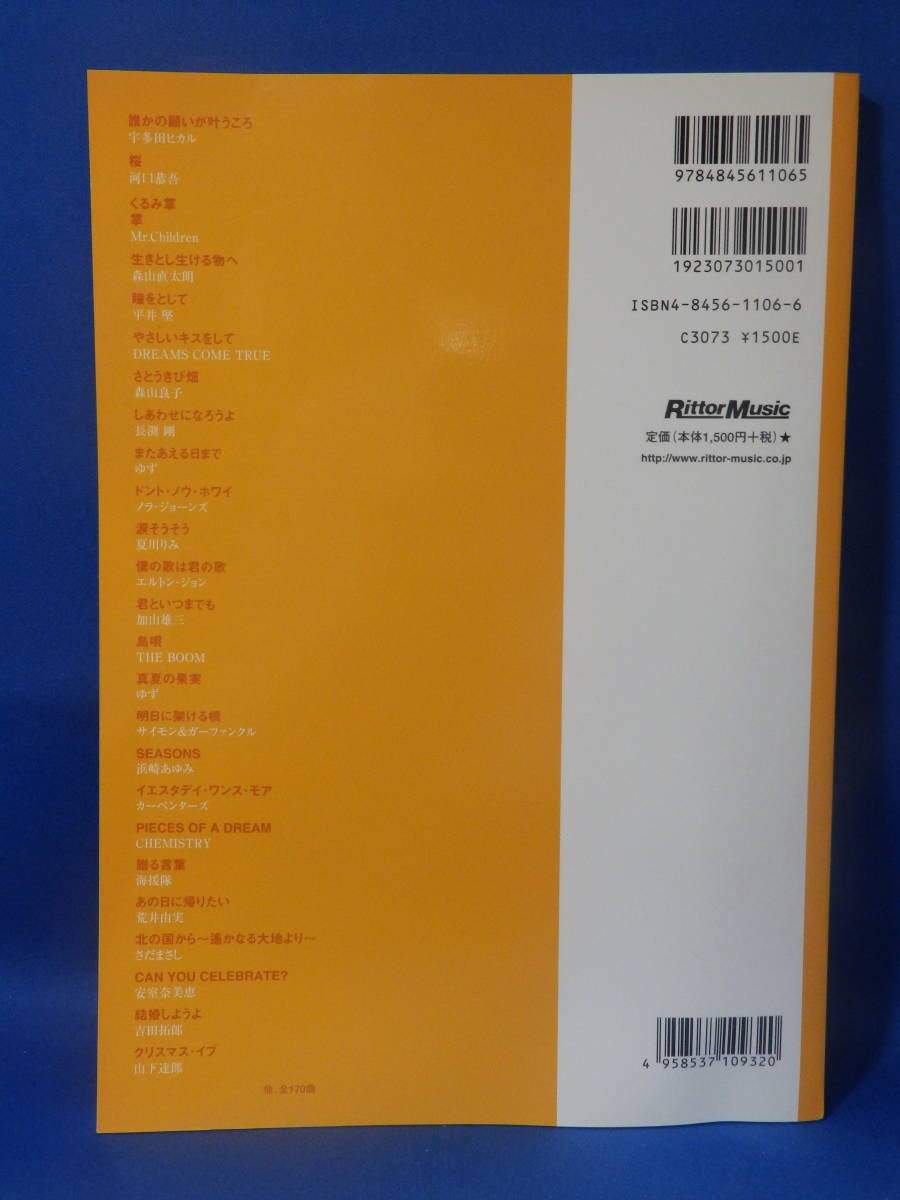 誰かの願いが叶うころ
宇多田ヒカル
桜
河口恭吾
くるみ掌
掌
Mr.Children
生きとし生ける物へ
森山直太朗
瞳をとして
平井 堅
やさしいキスをして
DREAMS COME TRUE
さとうきび畑
森山良子
しあわせになろうよ
長渕 剛
またあえる日まで
ゆず
ドント・ノウ・ホワイ
ノラ・ジョーンズ
涙そうそう
夏川りみ
僕の歌は君の歌
エルトン・ジョン
君といつまでも
加山雄三
島唄
THE BOOM
真夏の果実
ゆず
明日に架ける橋
サイモン&ガーファンクル
SEASONS
浜崎あゆみ
イエスタデイ・ワンス・モア
カーペンターズ
PIECES OF A DREAM
CHEMISTRY
贈る言葉
海援隊
あの日に帰りたい
荒井由実
北の国から〜遙かなる大地より〜
さだまさし
CAN YOU CELEBRATE?
安室奈美恵
結婚しようよ
吉田拓郎
クリスマス・イブ
山下達郎
他、全170曲
9784845611065
1923073015001
ISBN4-8456-1106-6
C3073 ¥1500E
RittorMusic
定価(本体1,500円+税)★
http://www.rittor-music.co.jp
4 958537 109320